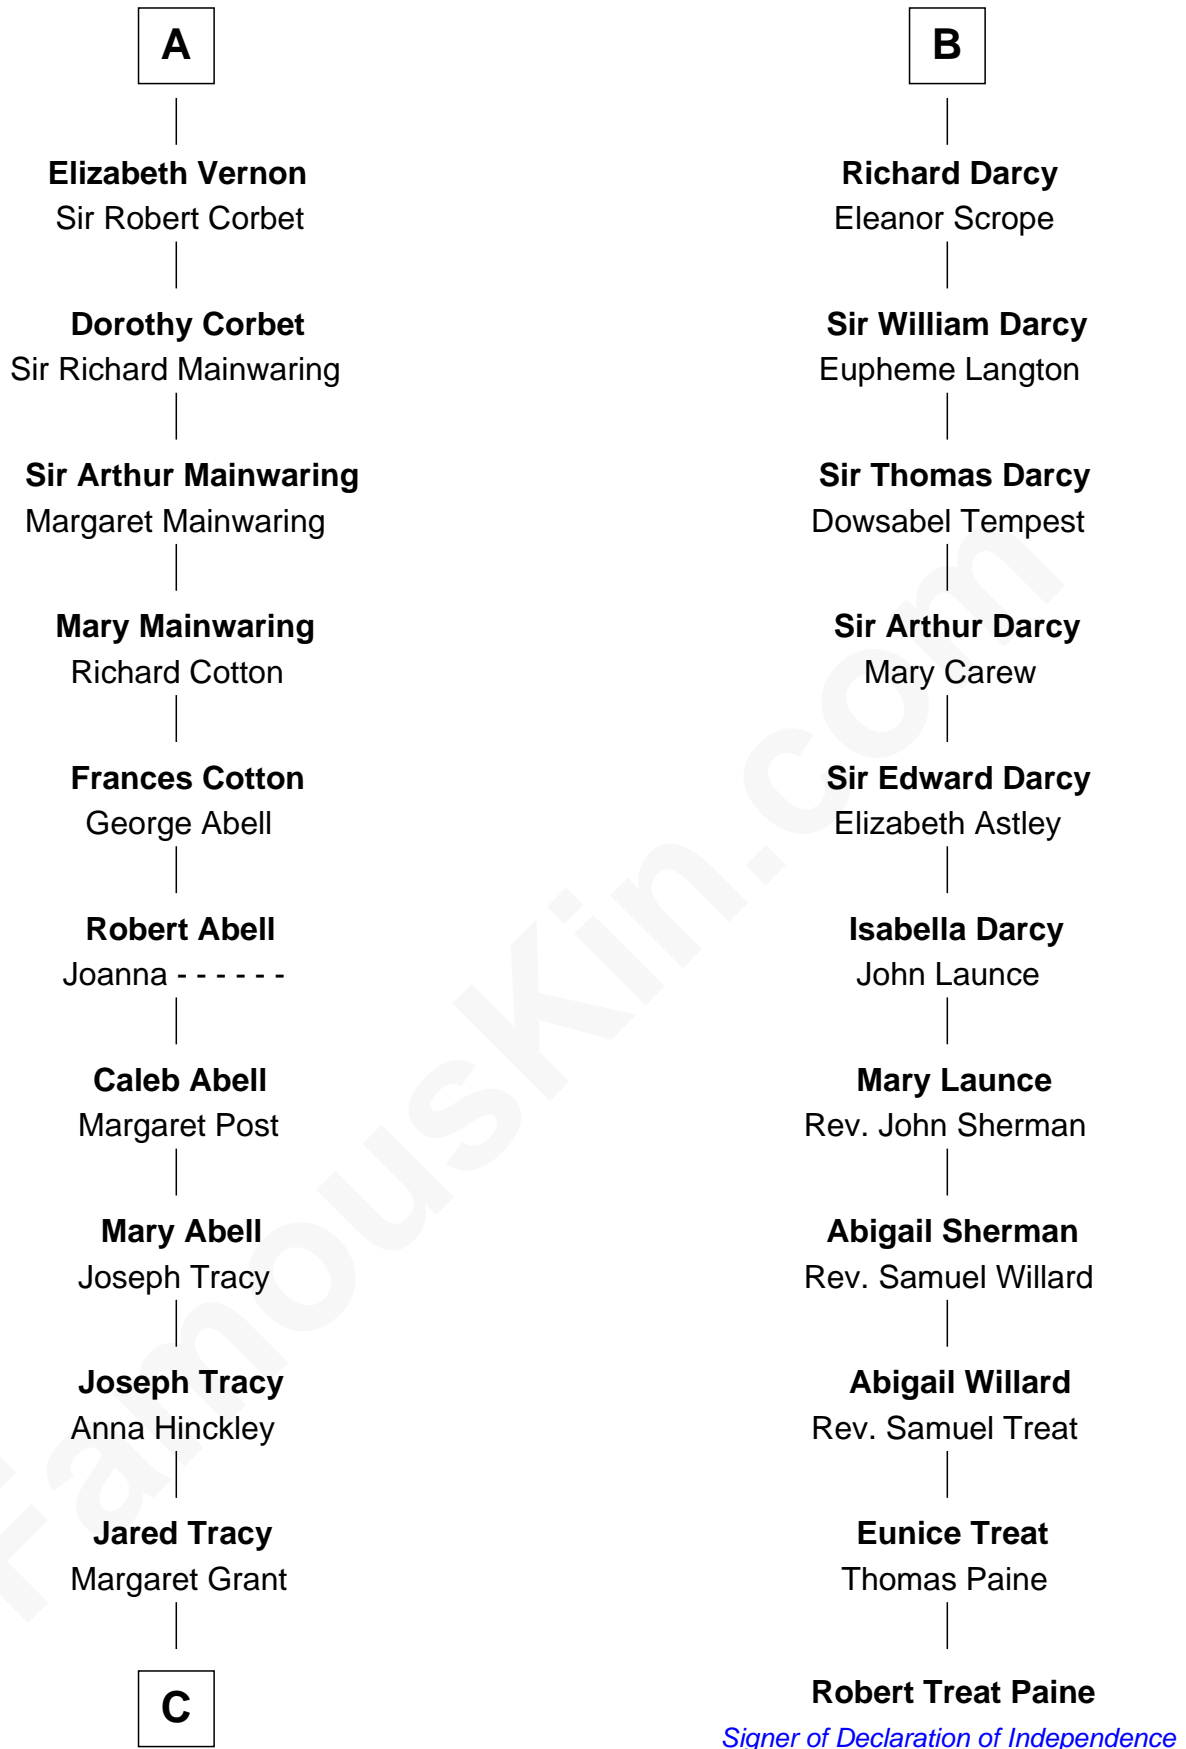 A
Elizabeth Vernon
Sir Robert Corbet
Dorothy Corbet
Sir Richard Mainwaring
Sir Arthur Mainwaring
Margaret Mainwaring
Mary Mainwaring
Richard Cotton
Frances Cotton
George Abell
Robert Abell
Joanna - - - - - -
Caleb Abell
Margaret Post
Mary Abell
Joseph Tracy
Joseph Tracy
Anna Hinckley
Jared Tracy
Margaret Grant
C
B
Richard Darcy
Eleanor Scrope
Sir William Darcy
Eupheme Langton
Sir Thomas Darcy
Dowsabel Tempest
Sir Arthur Darcy
Mary Carew
Sir Edward Darcy
Elizabeth Astley
Isabella Darcy
John Launce
Mary Launce
Rev. John Sherman
Abigail Sherman
Rev. Samuel Willard
Abigail Willard
Rev. Samuel Treat
Eunice Treat
Thomas Paine
Robert Treat Paine
Signer of Declaration of Independence
FamousKin.com